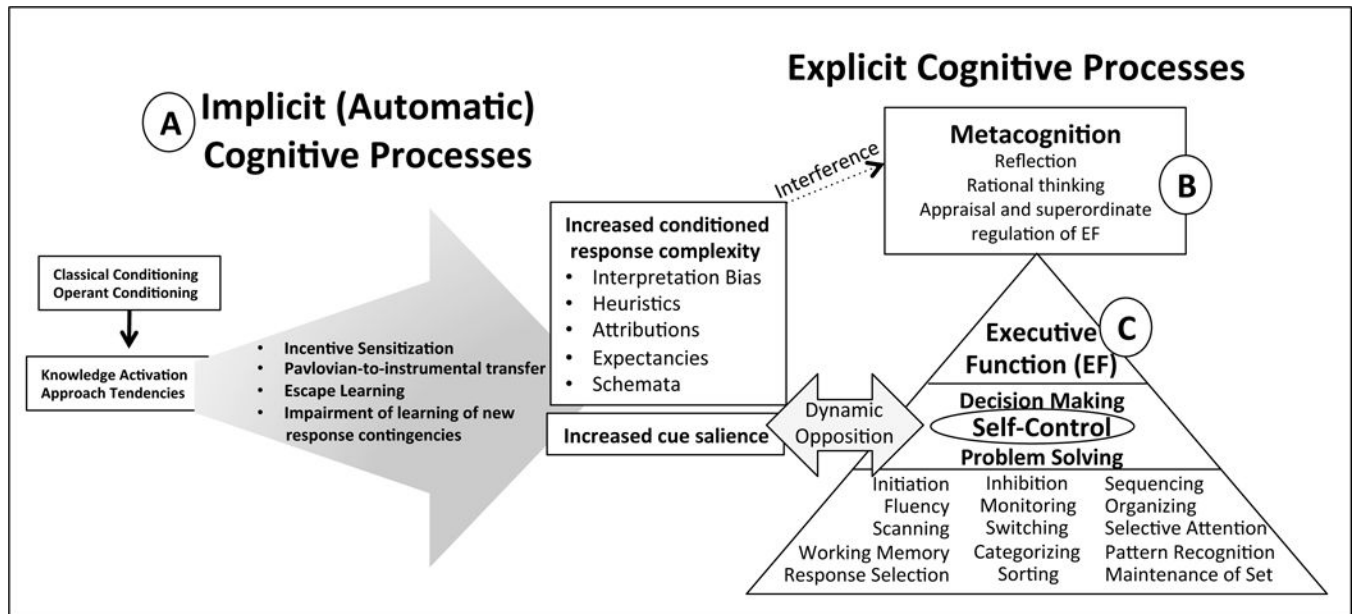 Explicit Cognitive Processes
A
Implicit (Automatic)
Cognitive Processes
Classical Conditioning
Operant Conditioning
Knowledge Activation
Approach Tendencies
• Incentive Sensitization
• Pavlovian-to-instrumental transfer
• Escape Learning
• Impairment of learning of new
response contingencies
Increased conditioned
response complexity
• Interpretation Bias
• Heuristics
• Attributions
• Expectancies
• Schemata
Increased cue salience
Interference
Dynamic
Opposition
Metacognition
Reflection
Rational thinking
Appraisal and superordinate
regulation of EF
B
C
Executive
Function (EF)
Decision Making
Self-Control
Problem Solving
Initiation Inhibition Sequencing
Fluency Monitoring Organizing
Scanning Switching Selective Attention
Working Memory Categorizing Pattern Recognition
Response Selection Sorting Maintenance of Set